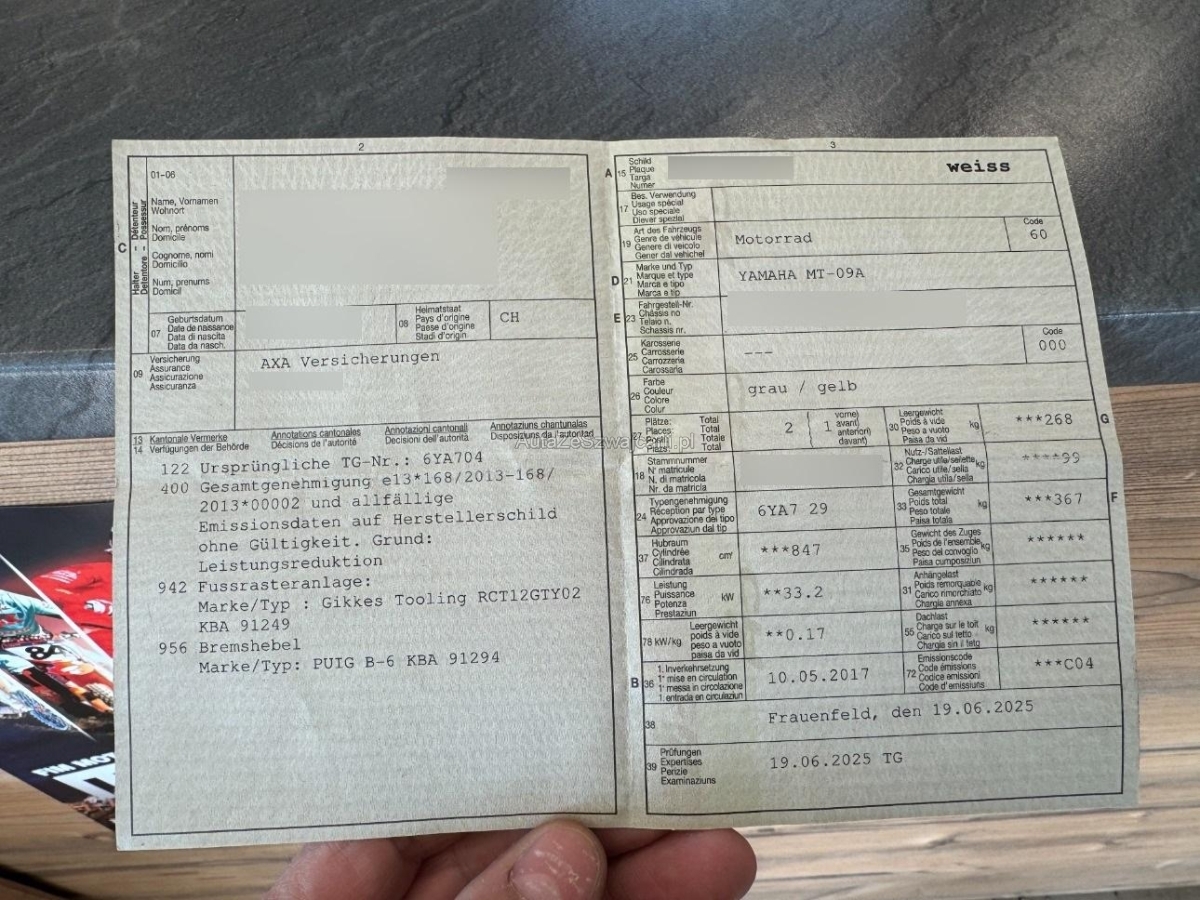 2
01-06
Name, Vornamen
Wohnort
Nom, prénoms
Domicile
Cognome, nomi
Domicilio
Num, prenums
Domicil
C
Halter - Détenteur
Detentore - Possessur
07
Geburtsdatum
Date de naissance
Data di nascita
Data da nasch.
08
Heimatstaat
Pays d'origine
Paese d'origine
Stadi d'origin
CH
09
Versicherung
Assurance
Assicurazione
Assicuranza
AXA Versicherungen
13
14
Kantonale Vermerke
Verfügungen der Behörde
Annotations cantonales
Décisions de l'autorité
Annotazioni cantonali
Decisioni dell'autorità
Annotaziuns chantunalas
Disposiziuns da l'autoritad
122 Ursprüngliche TG-Nr.: 6YA704
400 Gesamtgenehmigung e13*168/2013-168/
2013*00002 und allfällige
Emissionsdaten auf Herstellerschild
ohne Gültigkeit. Grund:
Leistungsreduktion
942 Fussrasteranlage:
Marke/Typ : Gikkes Tooling RCT12GTY02
KBA 91249
956 Bremshebel
Marke/Typ: PUIG B-6 KBA 91294
3
A 15
Schild
Plaque
Targa
Numer
weiss
17
Bes. Verwendung
Usage spécial
Uso speciale
Diever spezial
19
Art des Fahrzeugs
Genre de véhicule
Genere di veicolo
Gener dal vehichel
Motorrad
Code
60
D 21
Marke und Typ
Marque et type
Marca e tipo
Marca e tip
YAMAHA MT-09A
E 23
Fahrgestell-Nr.
Châssis no
Telaio n.
Schassis nr.
25
Karosserie
Carrosserie
Carrozzeria
Carossaria
---
Code
000
26
Farbe
Couleur
Colore
Colur
grau / gelb
27
Plätze: Total
Places: Total
Posti: Totale
Plazs: Total
2
1
vorne)
avant)
anteriori)
davant)
30
Leergewicht
Poids à vide
Peso a vuoto
Paisa da vid
kg
***268
G
18
Stammnummer
N° matricule
N. di matricola
Nr. da matricla
32
Nutz-/Sattellast
Charge utile/sellette
Carico utile/sella
Chargia utila/sella
kg
****99
24
Typengenehmigung
Réception par type
Approvazione del tipo
Approvaziun dal tip
6YA7 29
33
Gesamtgewicht
Poids total
Peso totale
Paisa totala
kg
***367
F
37
Hubraum
Cylindrée
Cilindrata
Cilindrada
cm³
***847
35
Gewicht des Zuges
Poids de l'ensemble
Peso del convoglio
Paisa cumposiziun
kg
******
76
Leistung
Puissance
Potenza
Prestaziun
kW
**33.2
31
Anhängelast
Poids remorquable
Carico rimorchiato
Chargia annexa
kg
******
78 kW/kg
Leergewicht
poids à vide
peso a vuoto
paisa da vid
**0.17
55
Dachlast
Charge sur le toit
Carico sul tetto
Chargia sin il tetg
kg
******
B 36
1. Inverkehrsetzung
1re mise en circulation
1a messa in circolazione
1. entrada en circulaziun
10.05.2017
72
Emissionscode
Code émissions
Codice emissioni
Code d'emissiuns
***C04
38
Frauenfeld, den 19.06.2025
39
Prüfungen
Expertises
Perizie
Examinaziuns
19.06.2025 TG
84